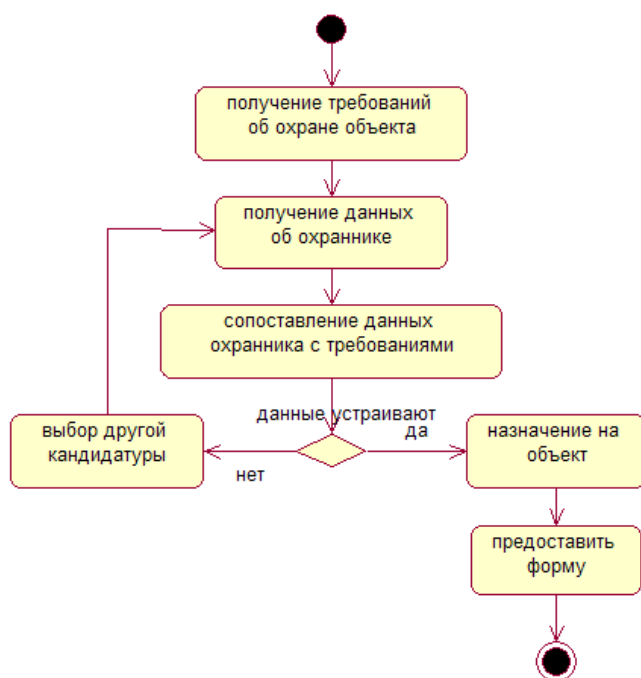 получение требований
об охране объекта
получение данных
об охраннике
сопоставление данных
охранника с требованиями
данные устраивают
да
нет
выбор другой
кандидатуры
назначение на
объект
предоставить
форму